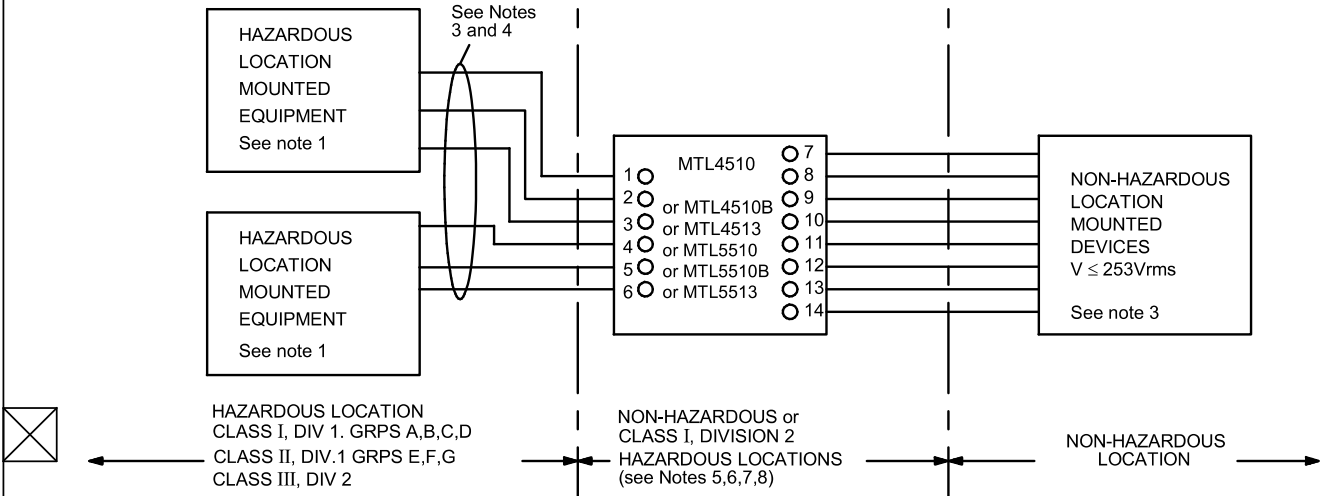 See Notes
3 and 4
HAZARDOUS
LOCATION
MOUNTED
EQUIPMENT
See note 1
HAZARDOUS
LOCATION
MOUNTED
EQUIPMENT
See note 1
1
2
3
4
5
6
MTL4510
or MTL4510B
or MTL4513
or MTL5510
or MTL5510B
or MTL5513
7
8
9
10
11
12
13
14
NON-HAZARDOUS
LOCATION
MOUNTED
DEVICES
V ≤ 253Vrms
See note 3
HAZARDOUS LOCATION
CLASS I, DIV 1. GRPS A,B,C,D
CLASS II, DIV.1 GRPS E,F,G
CLASS III, DIV 2
NON-HAZARDOUS or
CLASS I, DIVISION 2
HAZARDOUS LOCATIONS
(see Notes 5,6,7,8)
NON-HAZARDOUS
LOCATION